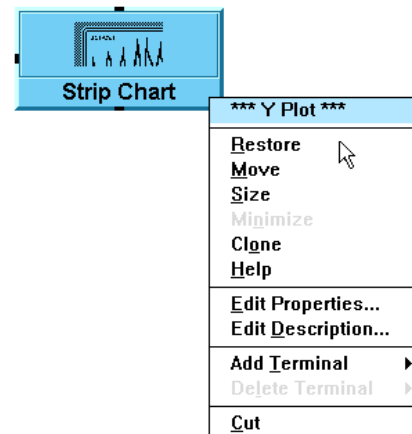 Strip Chart
*** Y Plot ***
Restore
Move
Size
Minimize
Clone
Help
Edit Properties...
Edit Description...
Add Terminal
Delete Terminal
Cut